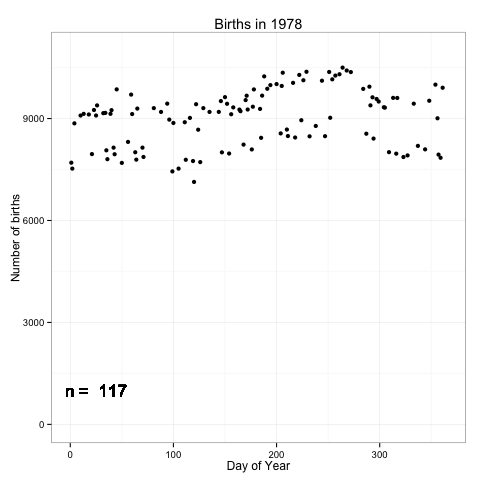 Births in 1978
Number of births
9000
6000
3000
0
n = 117
0 100 200 300
Day of Year